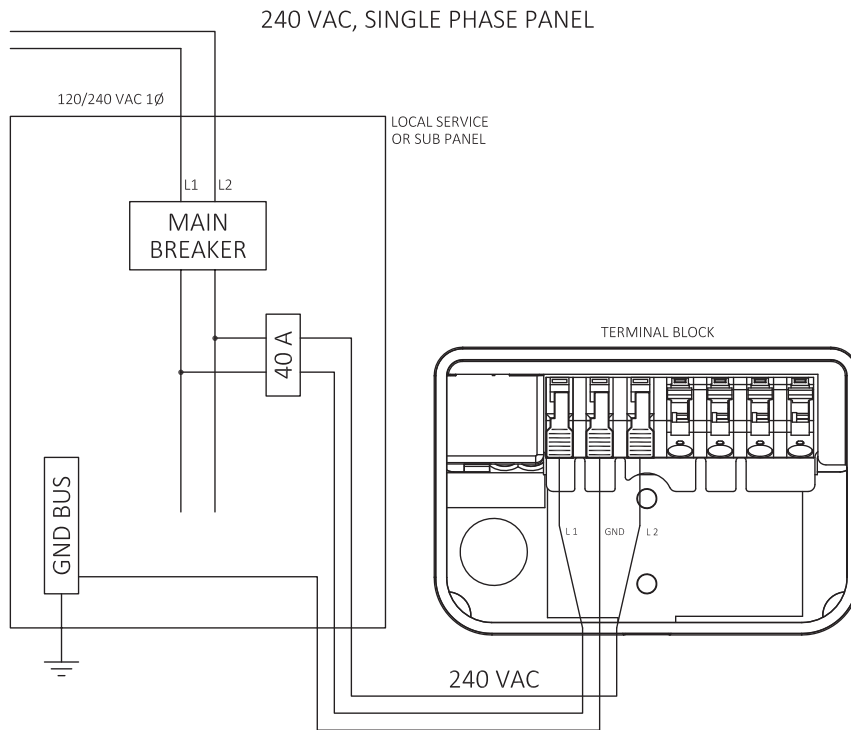 240 VAC, SINGLE PHASE PANEL
120/240 VAC 1Ø
LOCAL SERVICE
OR SUB PANEL
L1
L2
MAIN
BREAKER
40 A
TERMINAL BLOCK
GND BUS
L 1
GND
L 2
240 VAC